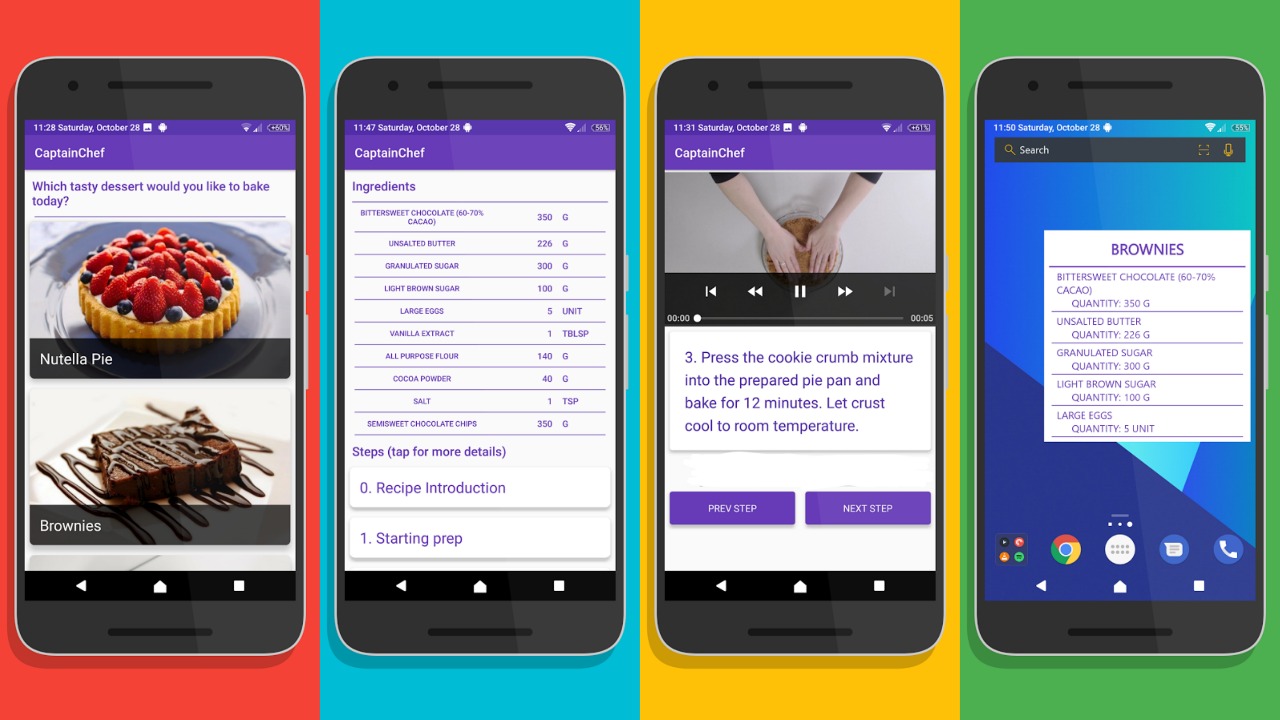 11:28 Saturday, October 28
+60%
CaptainChef
Which tasty dessert would you like to bake
today?
Nutella Pie
Brownies
11:47 Saturday, October 28
56%
CaptainChef
Ingredients
BITTERSWEET CHOCOLATE (60-70%
CACAO)
350 G
UNSALTED BUTTER 226 G
GRANULATED SUGAR 300 G
LIGHT BROWN SUGAR 100 G
LARGE EGGS 5 UNIT
VANILLA EXTRACT 1 TBLSP
ALL PURPOSE FLOUR 140 G
COCOA POWDER 40 G
SALT 1 TSP
SEMISWEET CHOCOLATE CHIPS 350 G
Steps (tap for more details)
0. Recipe Introduction
1. Starting prep
11:31 Saturday, October 28
+61%
CaptainChef
00:00 00:05
3. Press the cookie crumb mixture
into the prepared pie pan and
bake for 12 minutes. Let crust
cool to room temperature.
PREV STEP NEXT STEP
11:50 Saturday, October 28
55%
Search
BROWNIES
BITTERSWEET CHOCOLATE (60-70%
CACAO)
QUANTITY: 350 G
UNSALTED BUTTER
QUANTITY: 226 G
GRANULATED SUGAR
QUANTITY: 300 G
LIGHT BROWN SUGAR
QUANTITY: 100 G
LARGE EGGS
QUANTITY: 5 UNIT